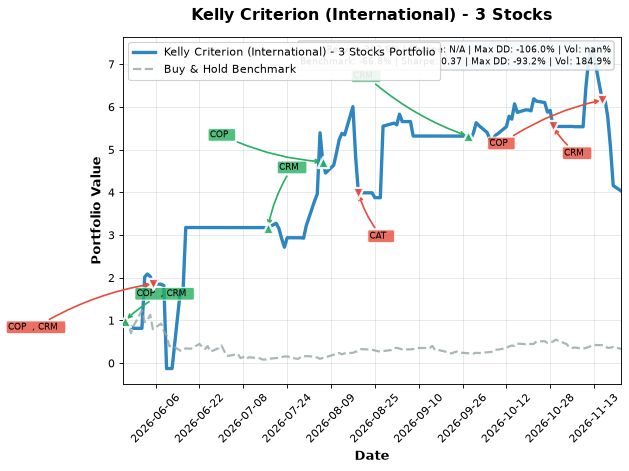 Kelly Criterion (International) - 3 Stocks
Kelly Criterion (International) - 3 Stocks Portfolio
Buy & Hold Benchmark
: N/A | Max DD: -106.0% | Vol: nan%
Benchmark: -66.8% | Sharpe: 0.37 | Max DD: -93.2% | Vol: 184.9%
CRM
COP
COP
CRM
CRM
CAT
COP , CRM
COP , CRM
Portfolio Value
7
6
5
4
3
2
1
0
2026-06-06
2026-06-22
2026-07-08
2026-07-24
2026-08-09
2026-08-25
2026-09-10
2026-09-26
2026-10-12
2026-10-28
2026-11-13
Date